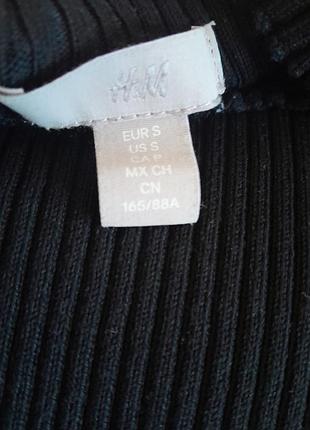 H&M
EUR S
US S
CA P
MX CH
CN
165/88A